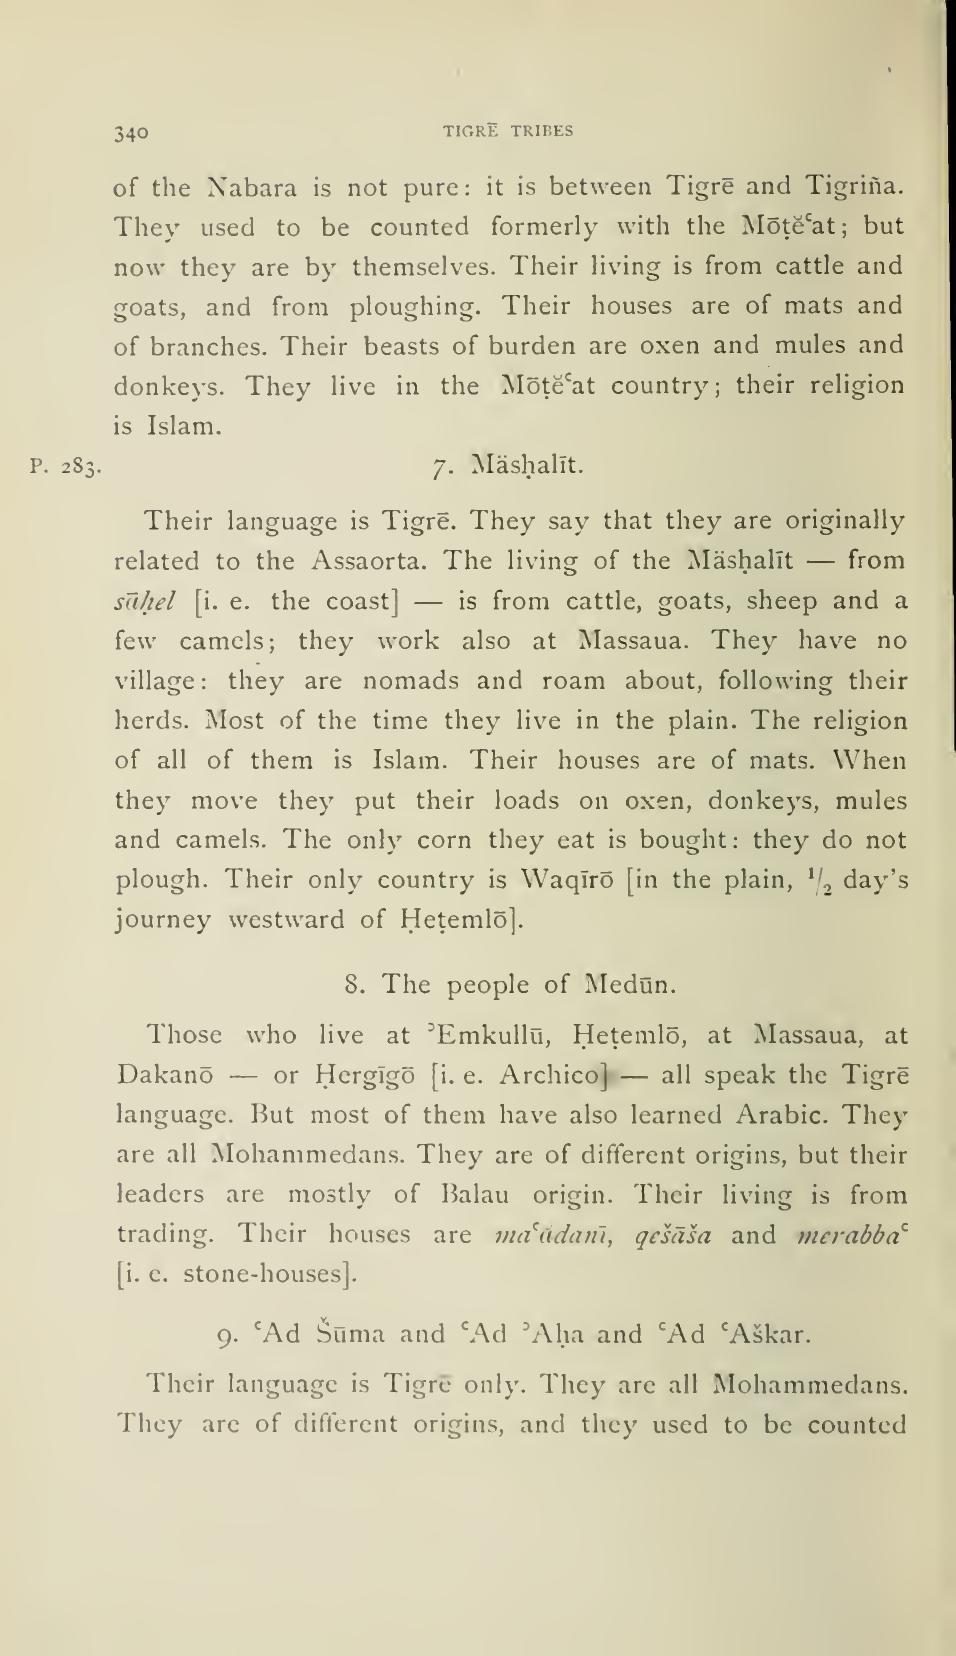 340 TIGRĒ TRIBES
of the Nabara is not pure: it is between Tigrē and Tigriña.
They used to be counted formerly with the Mōṭĕʿat; but
now they are by themselves. Their living is from cattle and
goats, and from ploughing. Their houses are of mats and
of branches. Their beasts of burden are oxen and mules and
donkeys. They live in the Mōṭĕʿat country; their religion
is Islam.
P. 283. 7. Mäsḥalīt.
Their language is Tigrē. They say that they are originally
related to the Assaorta. The living of the Mäsḥalīt — from
sāḥel [i. e. the coast] — is from cattle, goats, sheep and a
few camels; they work also at Massaua. They have no
village: they are nomads and roam about, following their
herds. Most of the time they live in the plain. The religion
of all of them is Islam. Their houses are of mats. When
they move they put their loads on oxen, donkeys, mules
and camels. The only corn they eat is bought: they do not
plough. Their only country is Waqīrō [in the plain, 1/2 day's
journey westward of Ḥeṭemlō].
8. The people of Medūn.
Those who live at ʾEmkullū, Ḥeṭemlō, at Massaua, at
Dakanō — or Ḥergīgō [i. e. Archico] — all speak the Tigrē
language. But most of them have also learned Arabic. They
are all Mohammedans. They are of different origins, but their
leaders are mostly of Balau origin. Their living is from
trading. Their houses are maʿādanī, qešāša and merabbaʿ
[i. e. stone-houses].
9. ʿAd Šūma and ʿAd ʾAḥa and ʿAd ʿAškar.
Their language is Tigrē only. They are all Mohammedans.
They are of different origins, and they used to be counted